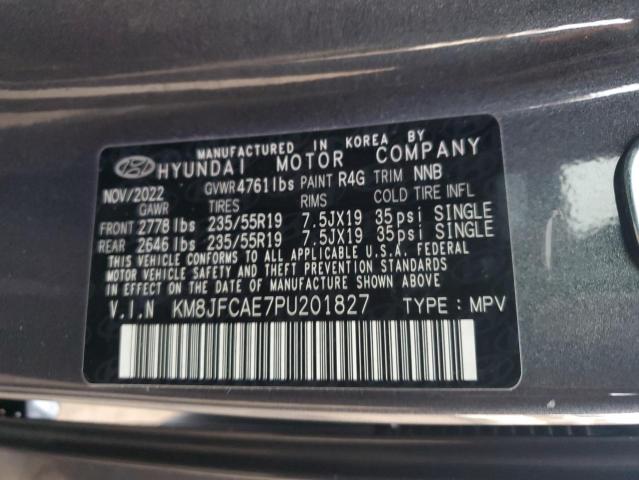 MANUFACTURED IN KOREA BY
HYUNDAI MOTOR COMPANY
NOV/2022 GVWR4761lbs PAINT R4G TRIM NNB
GAWR TIRES RIMS COLD TIRE INFL
FRONT 2778lbs 235/55R19 7.5JX19 35psi SINGLE
REAR 2646lbs 235/55R19 7.5JX19 35psi SINGLE
THIS VEHICLE CONFORMS TO ALL APPLICABLE U.S.A. FEDERAL
MOTOR VEHICLE SAFETY AND THEFT PREVENTION STANDARDS
IN EFFECT ON THE DATE OF MANUFACTURE SHOWN ABOVE.
V.I.N KM8JFCAE7PU201827 TYPE:MPV